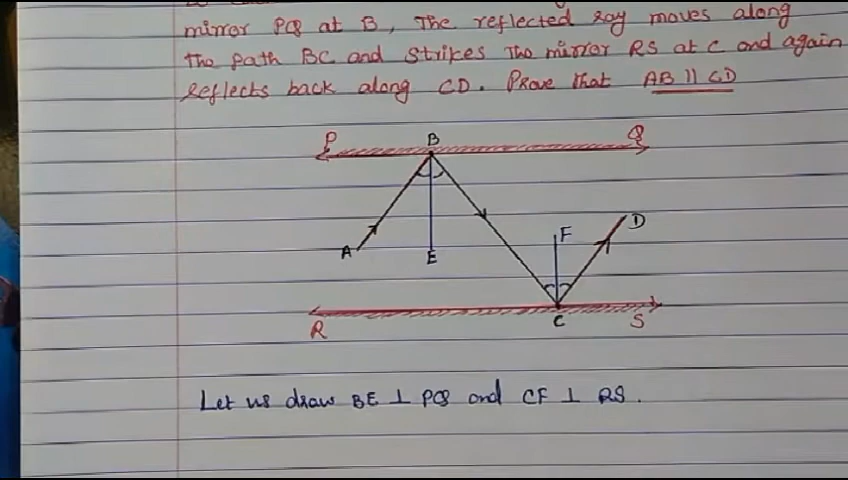 mirror PQ at B, The reflected ray moves along
the path BC and strikes the mirror RS at C and again
reflects back along CD. Prove that AB || CD
P B Q
F D
A E
R C S
Let us draw BE ⊥ PQ and CF ⊥ RS.